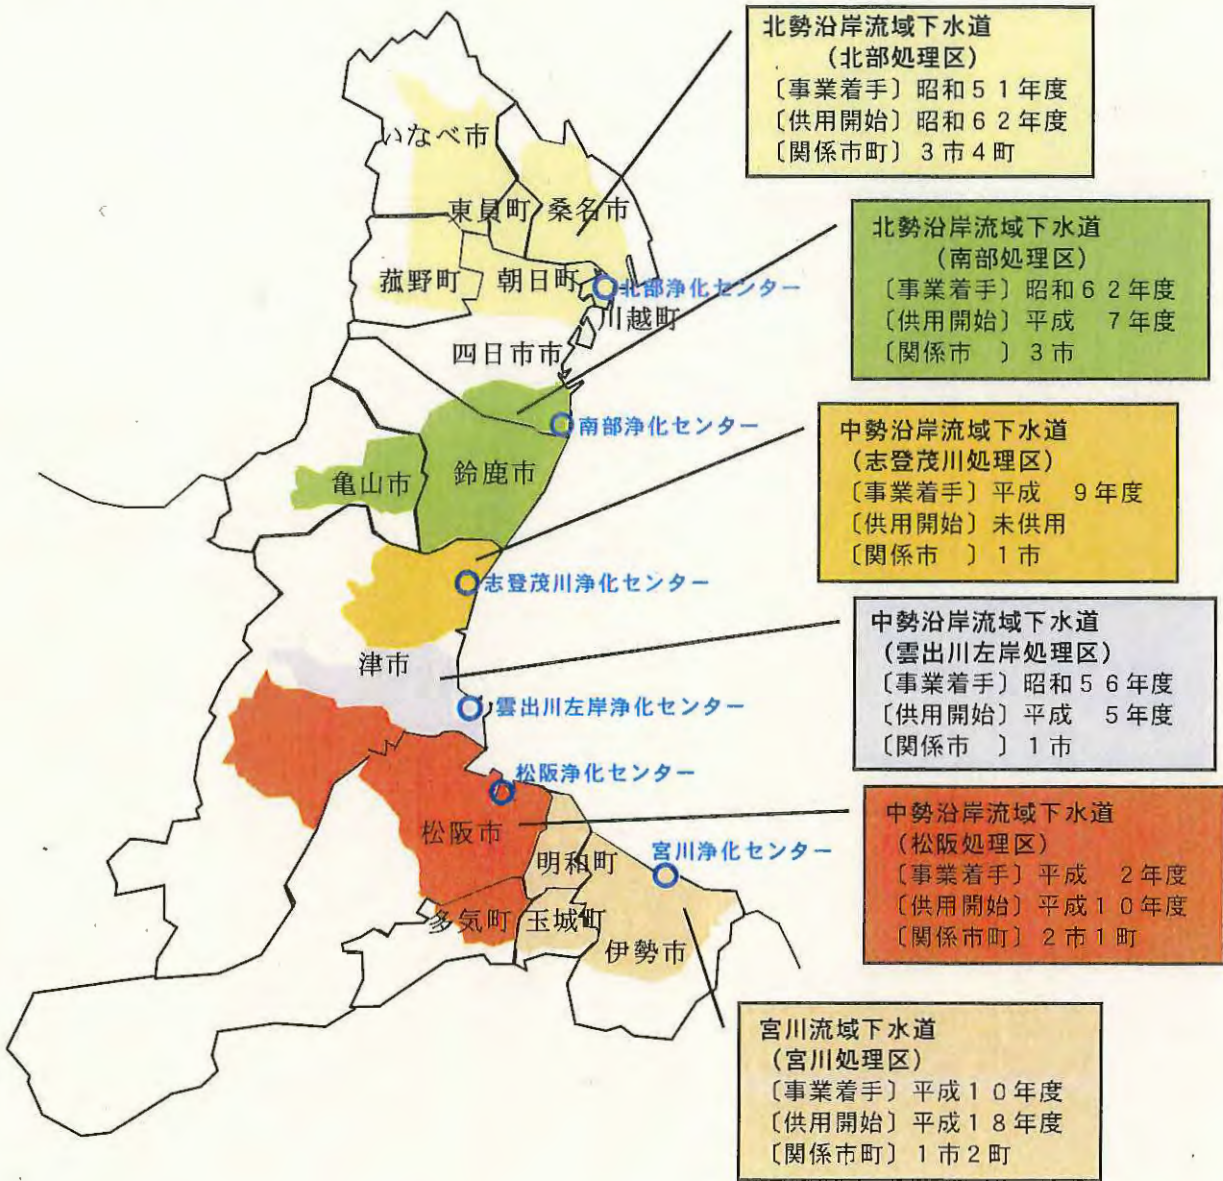 北勢沿岸流域下水道
（北部処理区）
〔事業着手〕昭和５１年度
〔供用開始〕昭和６２年度
〔関係市町〕３市４町
いなべ市
東員町
桑名市
菰野町
朝日町
北部浄化センター
川越町
四日市市
北勢沿岸流域下水道
（南部処理区）
〔事業着手〕昭和６２年度
〔供用開始〕平成　７年度
〔関係市　〕３市
南部浄化センター
亀山市
鈴鹿市
中勢沿岸流域下水道
（志登茂川処理区）
〔事業着手〕平成　９年度
〔供用開始〕未供用
〔関係市　〕１市
志登茂川浄化センター
津市
中勢沿岸流域下水道
（雲出川左岸処理区）
〔事業着手〕昭和５６年度
〔供用開始〕平成　５年度
〔関係市　〕１市
雲出川左岸浄化センター
松阪浄化センター
松阪市
中勢沿岸流域下水道
（松阪処理区）
〔事業着手〕平成　２年度
〔供用開始〕平成１０年度
〔関係市町〕２市１町
明和町
宮川浄化センター
多気町
玉城町
伊勢市
宮川流域下水道
（宮川処理区）
〔事業着手〕平成１０年度
〔供用開始〕平成１８年度
〔関係市町〕１市２町